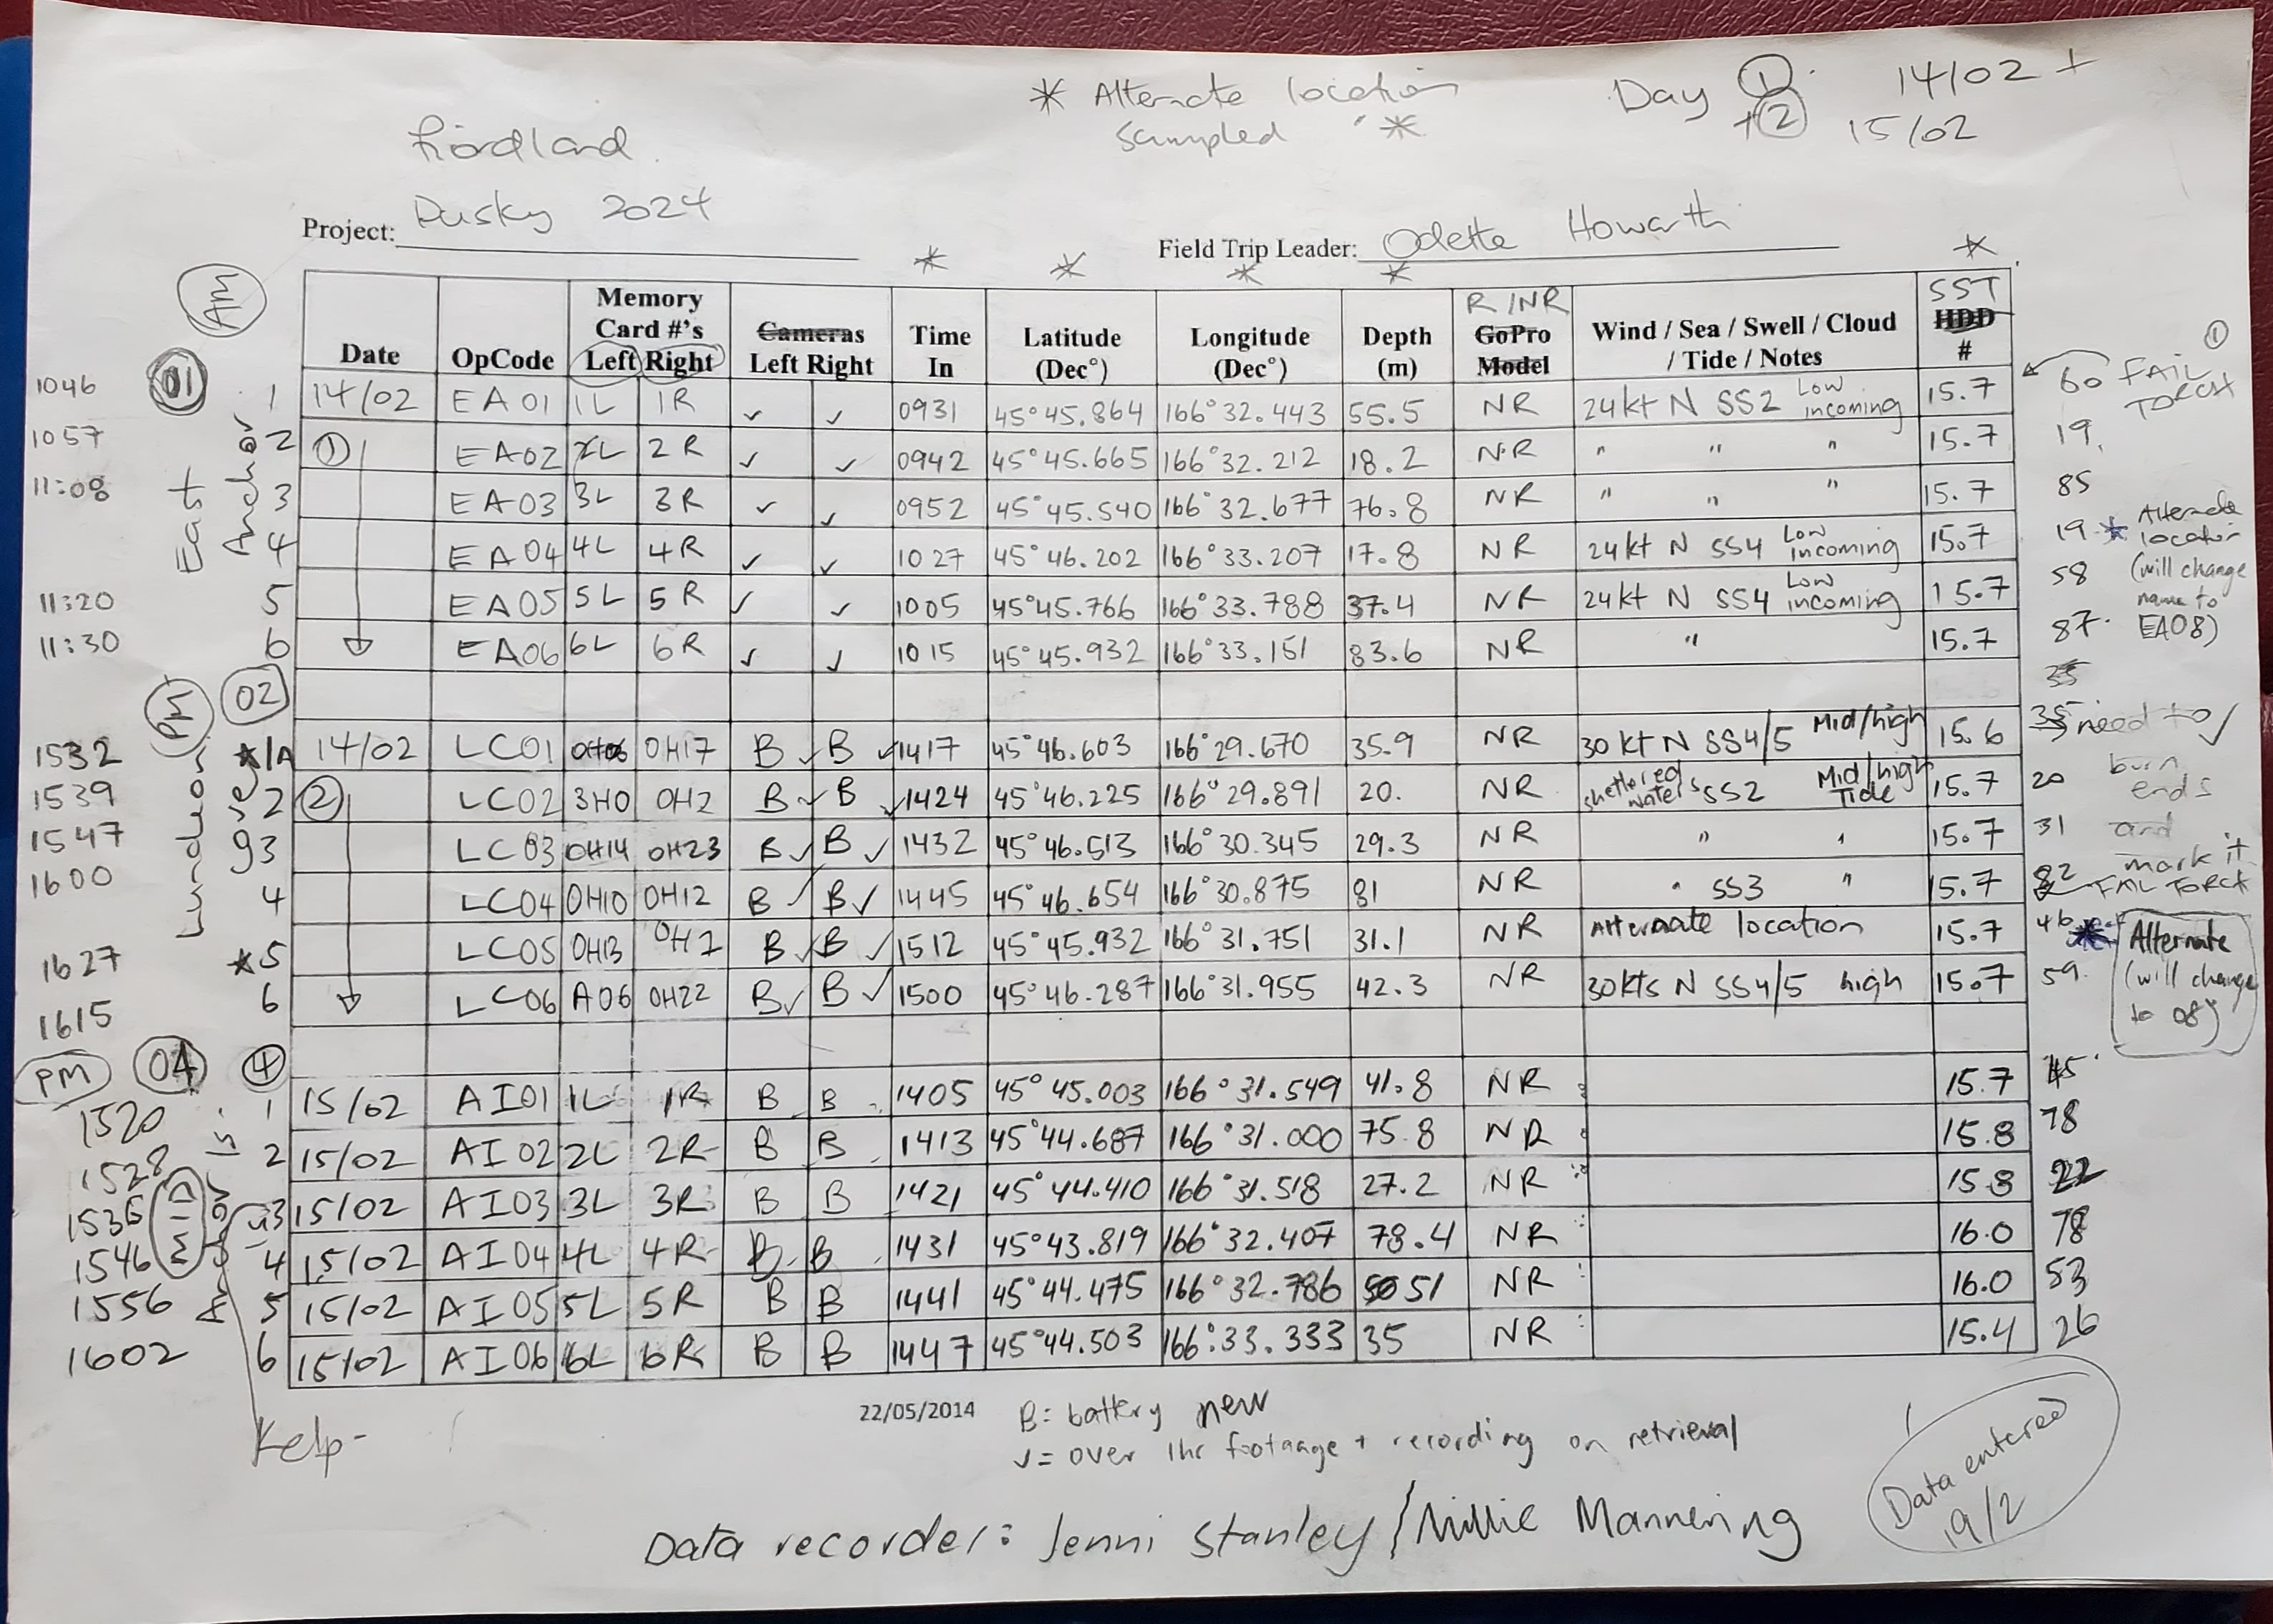 * Alternate location
sampled *
Day ① 14/02 +
+② 15/02
Fiordland
Project: Dusky 2024
Field Trip Leader: Odette Howarth
* * * * *
Date OpCode Memory Card #'s Left Right Cameras Left Right Time In Latitude (Dec°) Longitude (Dec°) Depth (m) R/NR GoPro Model Wind / Sea / Swell / Cloud / Tide / Notes SST HDD #
AM 01 East Anchor
1046 1 14/02 EA01 1L 1R ✓ ✓ 0931 45°45.864 166°32.443 55.5 NR 24kt N SS2 Low incoming 15.7 60 FAIL TORCH ①
1057 2 ① EA02 2L 2R ✓ ✓ 0942 45°45.665 166°32.212 18.2 NR " " " 15.7 19
11:08 3 EA03 3L 3R ✓ ✓ 0952 45°45.540 166°32.677 76.8 NR " " " 15.7 85
4 EA04 4L 4R ✓ ✓ 1027 45°46.202 166°33.207 17.8 NR 24kt N SS4 Low incoming 15.7 19 * Alternate location (will change name to EA08)
11:20 5 EA05 5L 5R ✓ ✓ 1005 45°45.766 166°33.788 37.4 NR 24kt N SS4 Low incoming 15.7 58
11:30 6 EA06 6L 6R ✓ ✓ 1015 45°45.932 166°33.151 83.6 NR " 15.7 87
PM 02
1532 *1A 14/02 LC01 OH17 B ✓ B ✓ 1417 45°46.603 166°29.670 35.9 NR 30kt N SS4/5 Mid/high 15.6 35 need to burn ends and mark it
1539 2 ② LC02 3H0 OH2 B ✓ B ✓ 1424 45°46.225 166°29.891 20. NR sheltered waters SS2 Mid/high Tide 15.7 20
1547 3 LC03 OH14 OH23 B ✓ B ✓ 1432 45°46.513 166°30.345 29.3 NR " " 15.7 31
1600 4 LC04 OH10 OH12 B ✓ B ✓ 1445 45°46.654 166°30.875 81 NR " SS3 " 15.7 82 FAIL TORCH
1627 *5 LC05 OH13 OH1 B ✓ B ✓ 1512 45°45.932 166°31.751 31.1 NR Alternate location 15.7 46 * Alternate (will change to 08)
1615 6 LC06 A06 OH22 B ✓ B ✓ 1500 45°46.287 166°31.955 42.3 NR 30kts N SS4/5 high 15.7 59
PM 04 ④
1520 1 15/02 AI01 1L 1R B B 1405 45°45.003 166°31.549 41.8 NR 15.7 45
1528 2 15/02 AI02 2L 2R B B 1413 45°44.687 166°31.000 75.8 NR 15.8 78
1536 MID 3 15/02 AI03 3L 3R B B 1421 45°44.410 166°31.518 27.2 NR 15.8 22
1546 4 15/02 AI04 4L 4R B B 1431 45°43.819 166°32.407 78.4 NR 16.0 78
1556 5 15/02 AI05 5L 5R B B 1441 45°44.475 166°32.786 51 NR 16.0 53
1602 6 15/02 AI06 6L 6R B B 1447 45°44.503 166°33.333 35 NR 15.4 26
22/05/2014
B = battery new
✓ = over 1hr footage + recording on retrieval
Kelp-
Data recorder: Jenni Stanley / Millie Mannering
Data entered
19/2